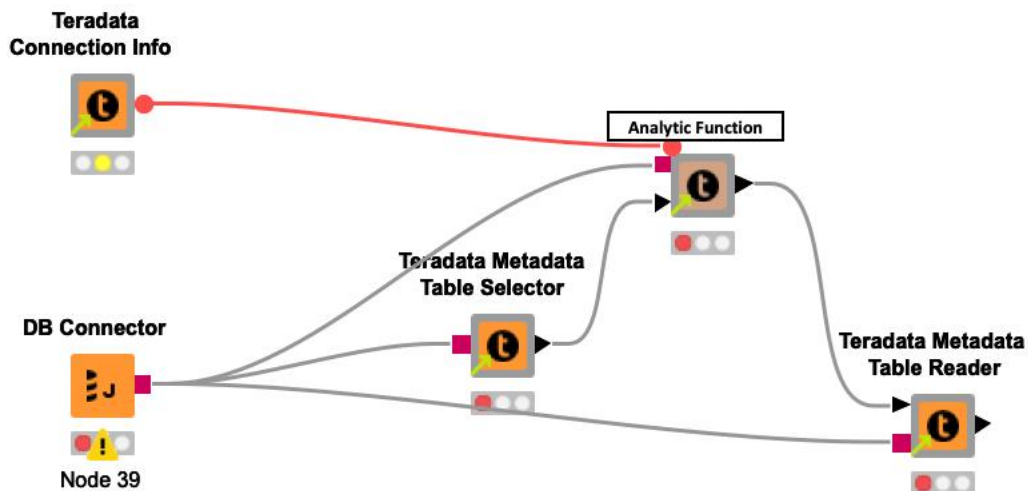 Teradata
Connection Info
Analytic Function
Teradata Metadata
Table Selector
DB Connector
Node 39
Teradata Metadata
Table Reader